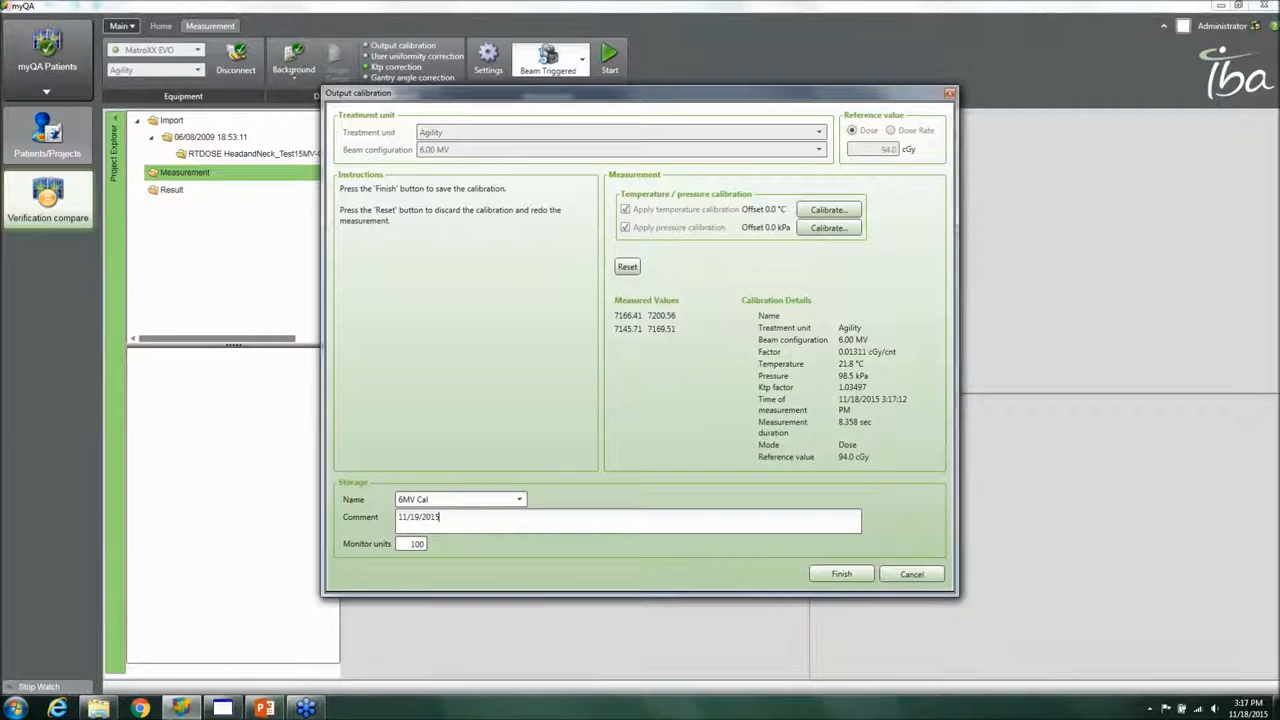 myQA
Main ▾ Home Measurement
Administrator
myQA Patients
MatroXX EVO
Agility
Disconnect
Background
Output calibration
User uniformity correction
Ktp correction
Gantry angle correction
Settings
Beam Triggered
Start
Equipment
iba
Patients/Projects
Verification compare
Project Explorer
Import
06/08/2009 18:53:11
RTDOSE HeadandNeck_Test15MV-
Measurement
Result
Output calibration
Treatment unit
Treatment unit Agility
Beam configuration 6.00 MV
Reference value
Dose Dose Rate
94.0 cGy
Instructions
Press the 'Finish' button to save the calibration.
Press the 'Reset' button to discard the calibration and redo the
measurement.
Measurement
Temperature / pressure calibration
Apply temperature calibration Offset 0.0 °C Calibrate...
Apply pressure calibration Offset 0.0 kPa Calibrate...
Reset
Measured Values
7166.41 7200.56
7145.71 7169.51
Calibration Details
Name
Treatment unit Agility
Beam configuration 6.00 MV
Factor 0.01311 cGy/cnt
Temperature 21.8 °C
Pressure 98.5 kPa
Ktp factor 1.03497
Time of 11/18/2015 3:17:12
measurement PM
Measurement 8.358 sec
duration
Mode Dose
Reference value 94.0 cGy
Storage
Name 6MV Cal
Comment 11/19/2015
Monitor units 100
Finish Cancel
Stop Watch
3:17 PM
11/18/2015